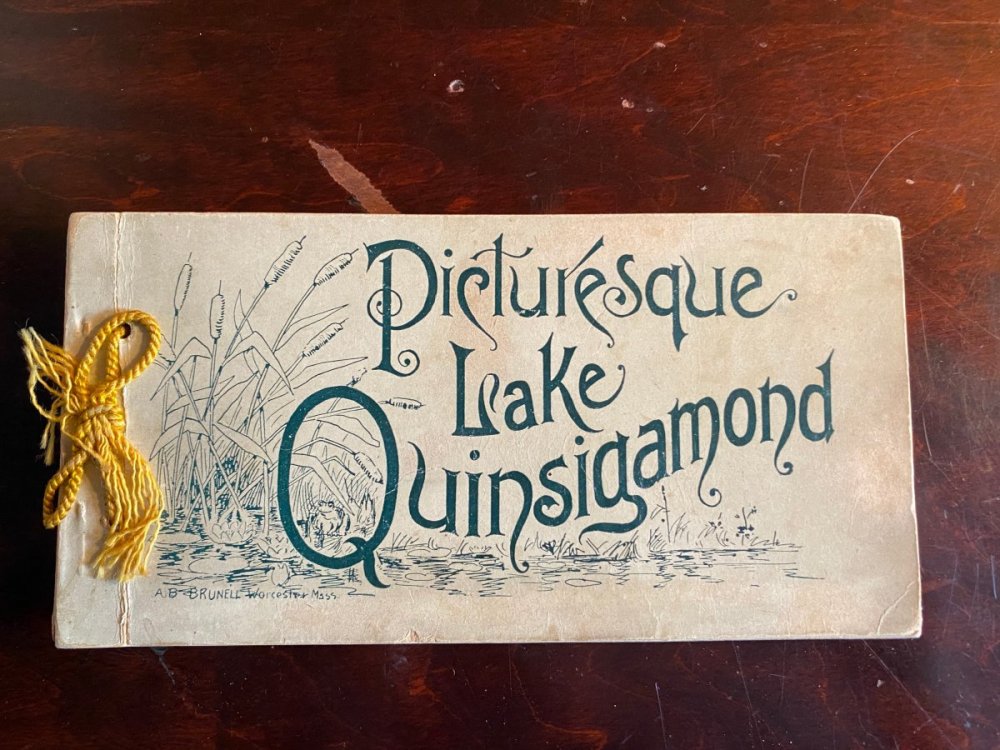 Picturesque
Lake
Quinsigamond
A.B. BRUNELL Worcester Mass.